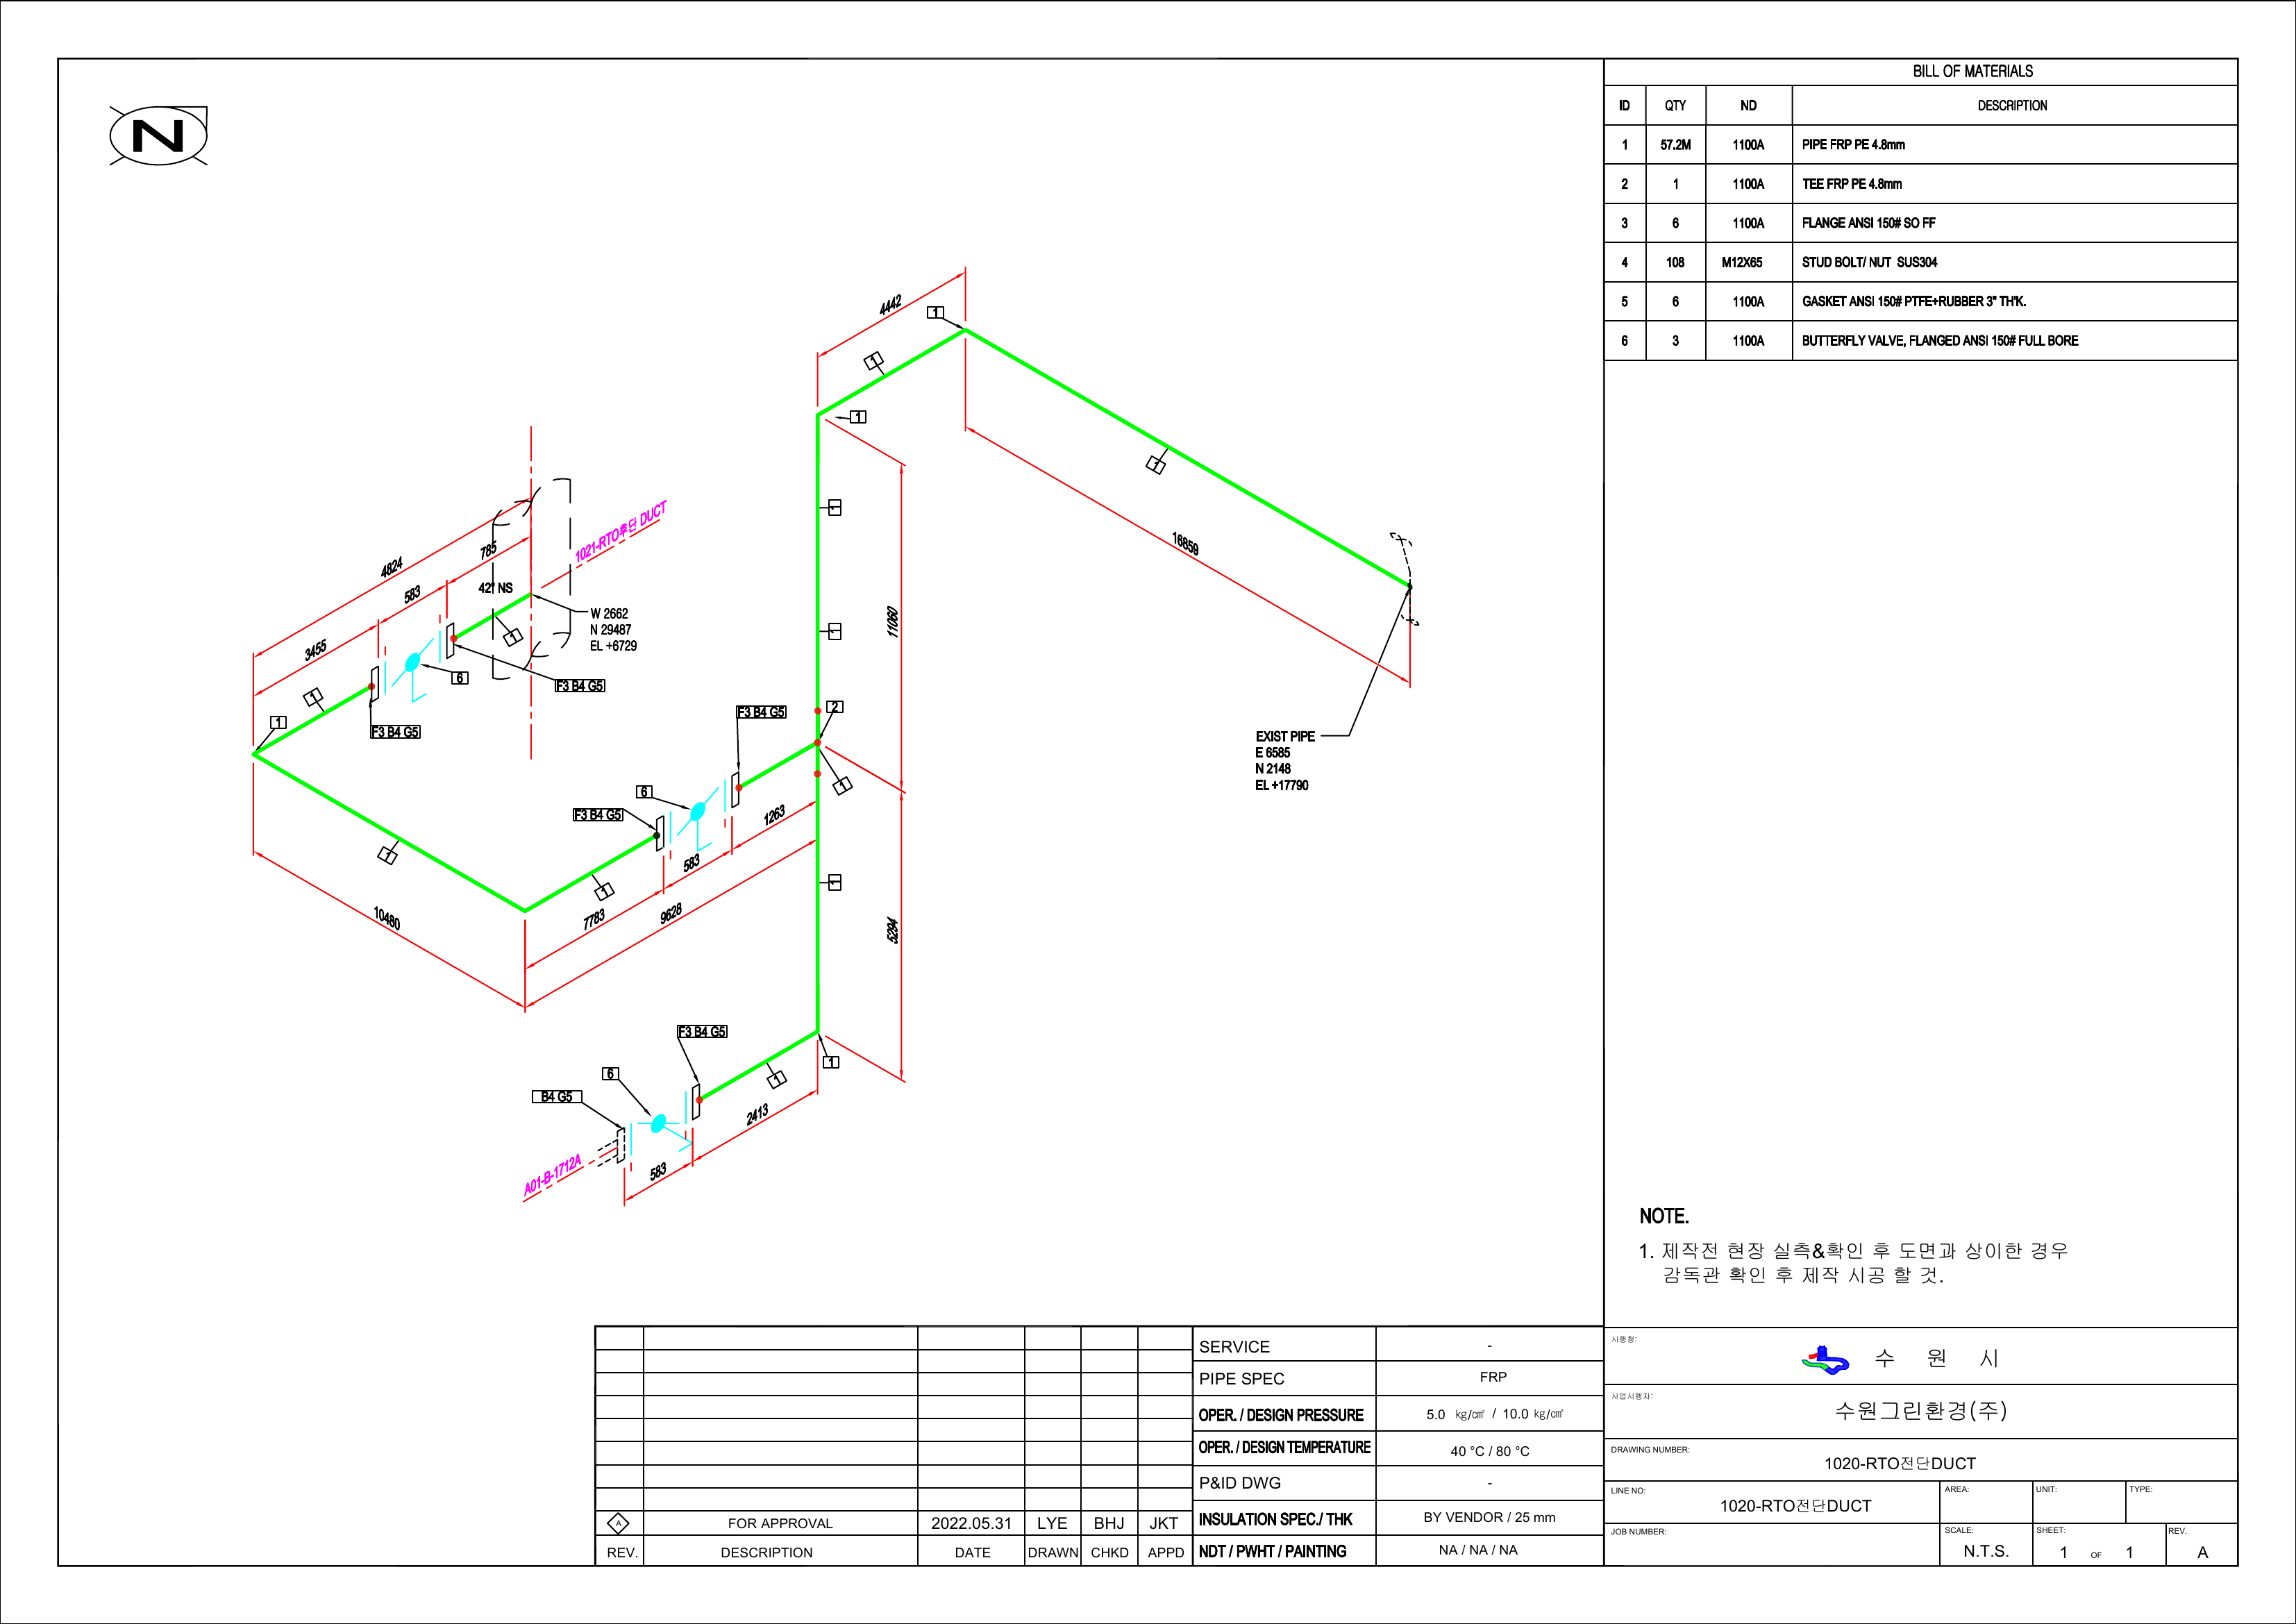 N
BILL OF MATERIALS
ID QTY ND DESCRIPTION
1 57.2M 1100A PIPE FRP PE 4.8mm
2 1 1100A TEE FRP PE 4.8mm
3 6 1100A FLANGE ANSI 150# SO FF
4 108 M12X65 STUD BOLT/ NUT SUS304
5 6 1100A GASKET ANSI 150# PTFE+RUBBER 3" TH'K.
6 3 1100A BUTTERFLY VALVE, FLANGED ANSI 150# FULL BORE
4442
1
1
1
1
16859
1
1021-RTO후단 DUCT
4824
785
583
42" NS
3455
W 2662
N 29487
EL +6729
1
1
6
F3 B4 G5
1
1
F3 B4 G5
11060
1
2
F3 B4 G5
EXIST PIPE
E 6585
N 2148
EL +17790
1
6
F3 B4 G5
1263
583
1
1
1
7783
9628
10480
5294
F3 B4 G5
1
6
1
B4 G5
2413
583
A01-B-1712A
NOTE.
1. 제작전 현장 실측&확인 후 도면과 상이한 경우
감독관 확인 후 제작 시공 할 것.
SERVICE -
PIPE SPEC FRP
OPER. / DESIGN PRESSURE 5.0 ㎏/㎠ / 10.0 ㎏/㎠
OPER. / DESIGN TEMPERATURE 40 °C / 80 °C
P&ID DWG -
INSULATION SPEC./ THK BY VENDOR / 25 mm
NDT / PWHT / PAINTING NA / NA / NA
A FOR APPROVAL 2022.05.31 LYE BHJ JKT
REV. DESCRIPTION DATE DRAWN CHKD APPD
시행청:
수 원 시
사업시행자:
수원그린환경(주)
DRAWING NUMBER:
1020-RTO전단DUCT
LINE NO: AREA: UNIT: TYPE:
1020-RTO전단DUCT
JOB NUMBER: SCALE: SHEET: REV.
N.T.S. 1 OF 1 A